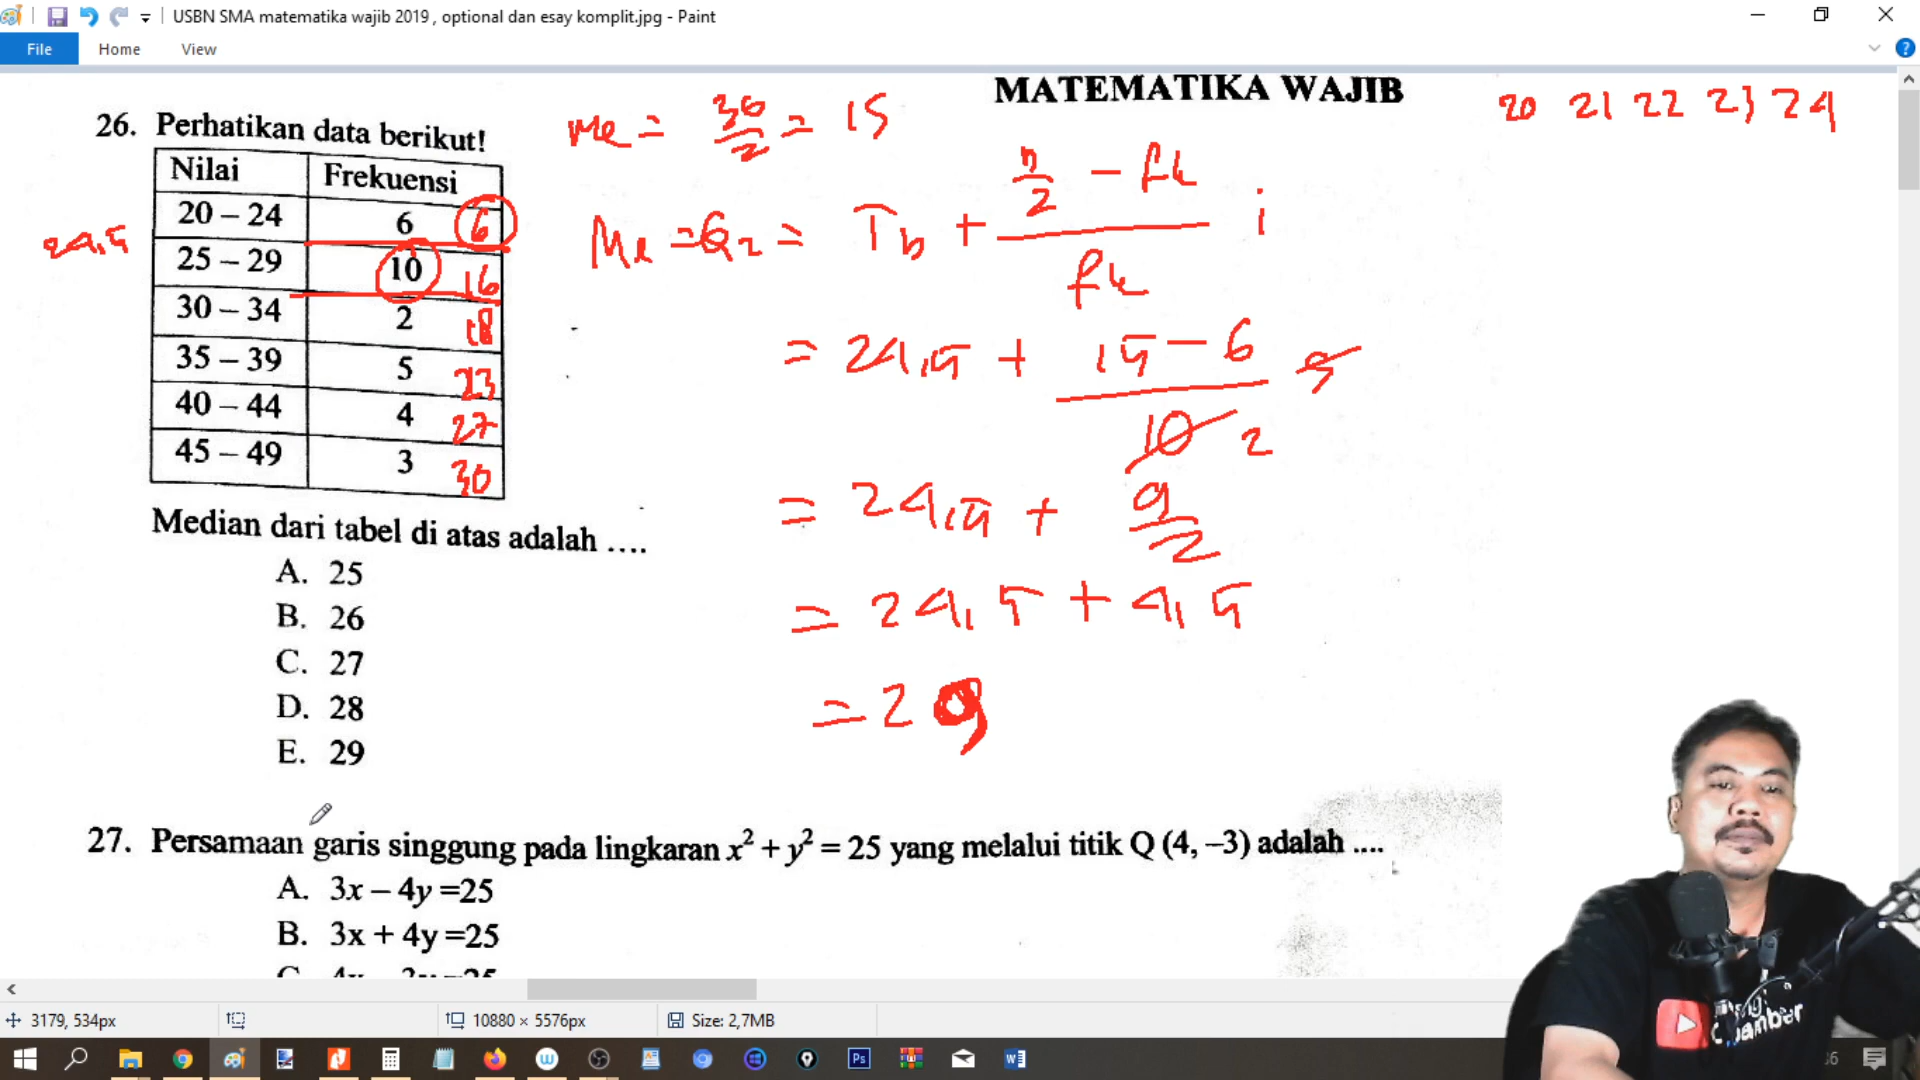 USBN SMA matematika wajib 2019 , optional dan esay komplit.jpg - Paint
File Home View
MATEMATIKA WAJIB
20 21 22 23 24
26. Perhatikan data berikut!
Nilai Frekuensi
20 – 24 6 6
24,5
25 – 29 10 16
30 – 34 2 18
35 – 39 5 23
40 – 44 4 27
45 – 49 3 30
Me = 30/2 = 15
Me = Q2 = Tb + (n/2 – fk)/fk i
= 24,5 + (15 – 6)/10 5
2
= 24,5 + 9/2
= 24,5 + 4,5
= 29
Median dari tabel di atas adalah ....
A. 25
B. 26
C. 27
D. 28
E. 29
27. Persamaan garis singgung pada lingkaran x² + y² = 25 yang melalui titik Q (4, –3) adalah ....
A. 3x – 4y =25
B. 3x + 4y =25
3179, 534px
10880 × 5576px
Size: 2,7MB
Ps